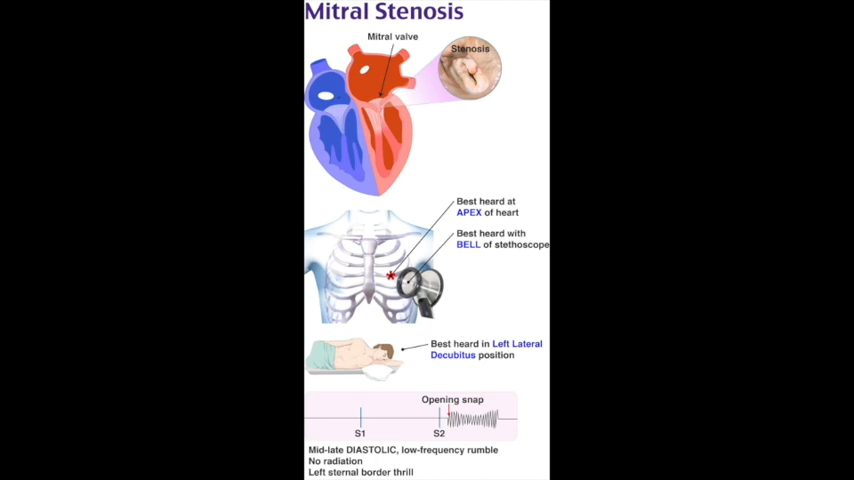 Mitral Stenosis
Mitral valve
Stenosis
Best heard at
APEX of heart
Best heard with
BELL of stethoscope
*
Best heard in Left Lateral
Decubitus position
Opening snap
S1
S2
Mid-late DIASTOLIC, low-frequency rumble
No radiation
Left sternal border thrill